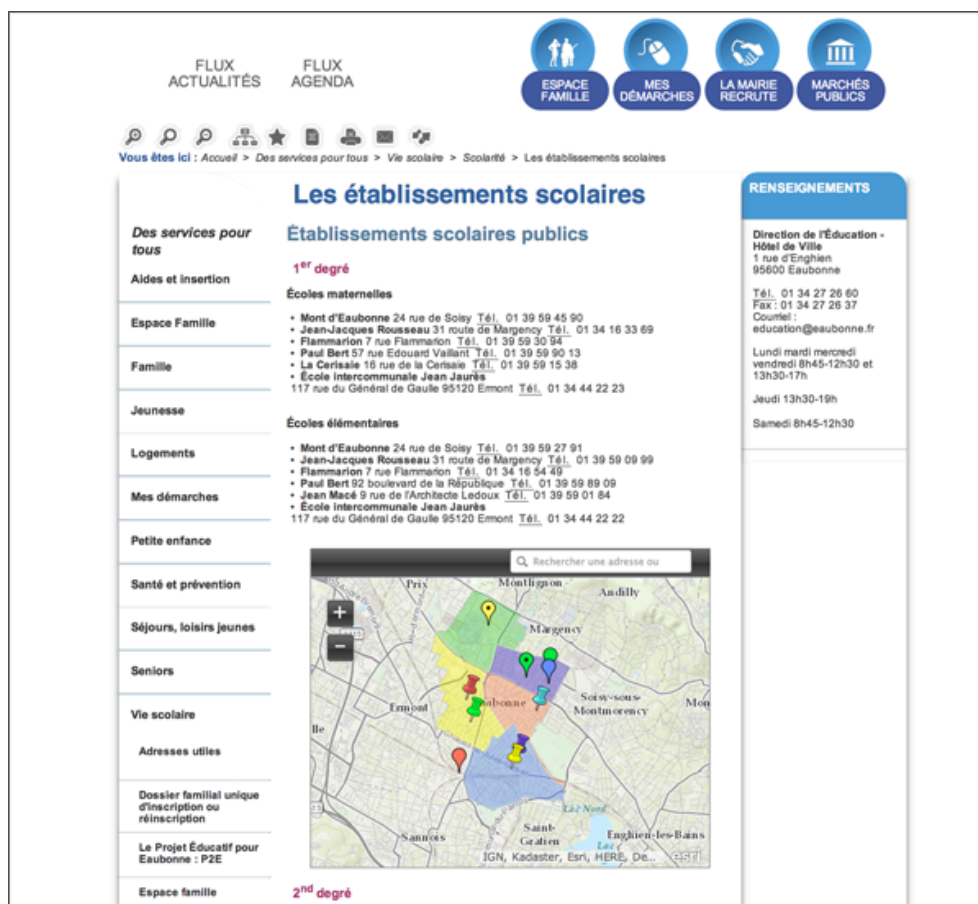 FLUX
ACTUALITÉS
FLUX
AGENDA
ESPACE
FAMILLE
MES
DÉMARCHES
LA MAIRIE
RECRUTE
MARCHÉS
PUBLICS
Vous êtes ici : Accueil > Des services pour tous > Vie scolaire > Scolarité > Les établissements scolaires
Des services pour
tous
Aides et insertion
Espace Famille
Famille
Jeunesse
Logements
Mes démarches
Petite enfance
Santé et prévention
Séjours, loisirs jeunes
Seniors
Vie scolaire
Adresses utiles
Dossier familial unique
d'inscription ou
réinscription
Le Projet Éducatif pour
Eaubonne : P2E
Espace famille
Les établissements scolaires
Établissements scolaires publics
1er degré
Écoles maternelles
• Mont d'Eaubonne 24 rue de Soisy Tél. 01 39 59 45 90
• Jean-Jacques Rousseau 31 route de Margency Tél. 01 34 16 33 69
• Flammarion 7 rue Flammarion Tél. 01 39 59 30 94
• Paul Bert 57 rue Edouard Vaillant Tél. 01 39 59 90 13
• La Cerisaie 16 rue de la Cerisaie Tél. 01 39 59 15 38
• École intercommunale Jean Jaurès
117 rue du Général de Gaulle 95120 Ermont Tél. 01 34 44 22 23
Écoles élémentaires
• Mont d'Eaubonne 24 rue de Soisy Tél. 01 39 59 27 91
• Jean-Jacques Rousseau 31 route de Margency Tél. 01 39 59 09 99
• Flammarion 7 rue Flammarion Tél. 01 34 16 54 49
• Paul Bert 92 boulevard de la République Tél. 01 39 59 89 09
• Jean Macé 9 rue de l'Architecte Ledoux Tél. 01 39 59 01 84
• École intercommunale Jean Jaurès
117 rue du Général de Gaulle 95120 Ermont Tél. 01 34 44 22 22
Rechercher une adresse ou
+
−
Prix
Montlignon
Andilly
Margency
Ermont
Soisy-sous-
Montmorency
Mon
lle
Lac Nord
Sannois
Saint-
Gratien
Lac
Enghien-les-Bains
IGN, Kadaster, Esri, HERE, De...
esri
2nd degré
RENSEIGNEMENTS
Direction de l'Éducation -
Hôtel de Ville
1 rue d'Enghien
95600 Eaubonne
Tél. 01 34 27 26 60
Fax : 01 34 27 26 37
Courriel :
education@eaubonne.fr
Lundi mardi mercredi
vendredi 8h45-12h30 et
13h30-17h
Jeudi 13h30-19h
Samedi 8h45-12h30